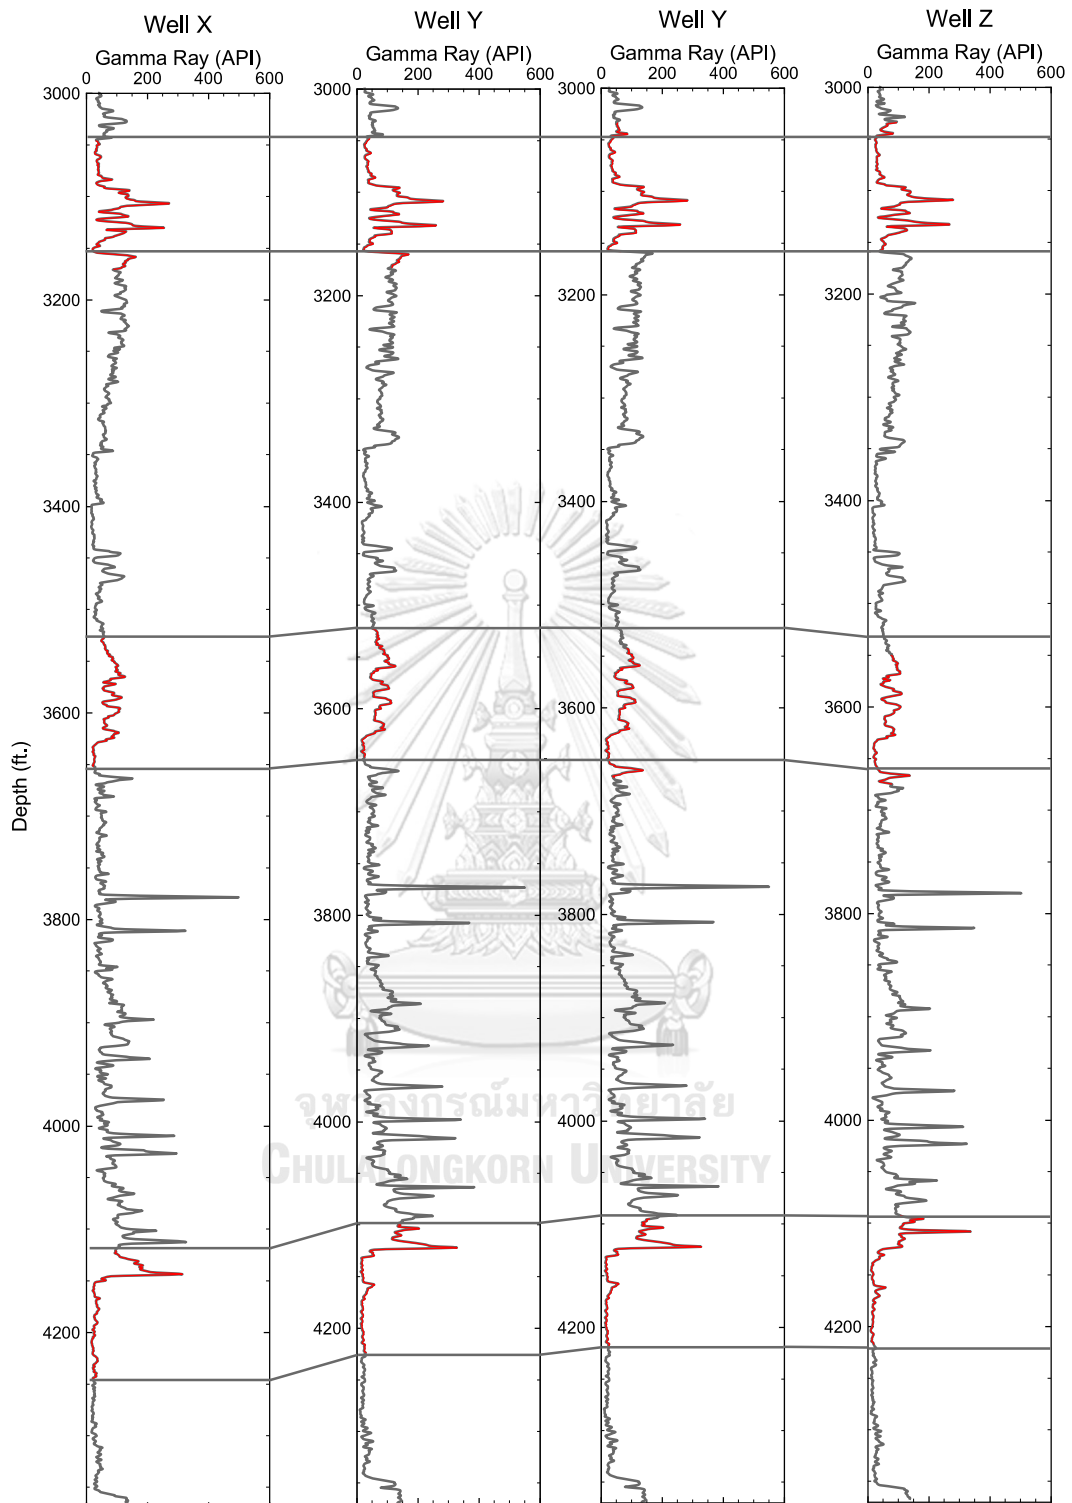 Well X
Well Y
Well Y
Well Z
Gamma Ray (API)
Gamma Ray (API)
Gamma Ray (API)
Gamma Ray (API)
0 200 400 600
0 200 400 600
0 200 400 600
0 200 400 600
3000
3000
3000
3000
3200
3200
3200
3200
3400
3400
3400
3400
3600
3600
3600
3600
Depth (ft.)
3800
3800
3800
3800
4000
4000
4000
4000
4200
4200
4200
4200
จุฬาลงกรณ์มหาวิทยาลัย
CHULALONGKORN UNIVERSITY